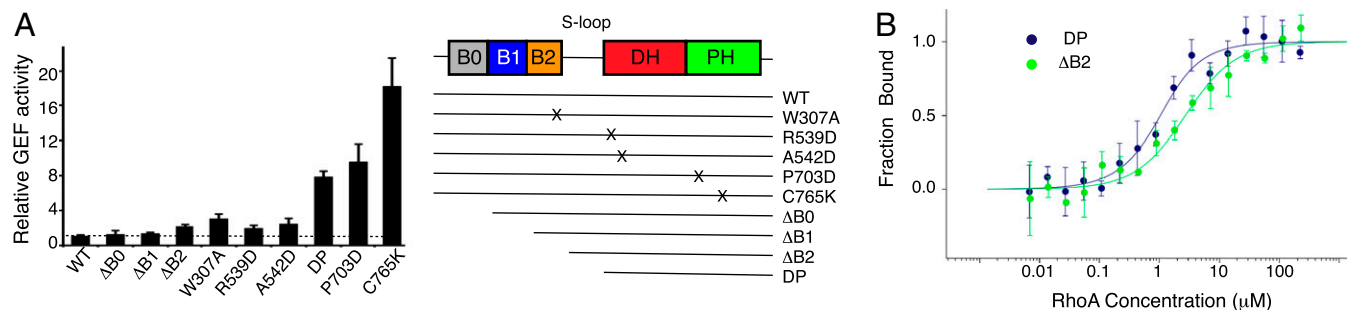 A
Relative GEF activity
20
16
12
8
4
0
WT
ΔB0
ΔB1
ΔB2
W307A
R539D
A542D
DP
P703D
C765K
S-loop
B0 B1 B2 DH PH
WT
X W307A
X R539D
X A542D
X P703D
X C765K
ΔB0
ΔB1
ΔB2
DP
B
DP
ΔB2
Fraction Bound
1.0
0.5
0.0
0.01 0.1 1 10 100
RhoA Concentration (μM)